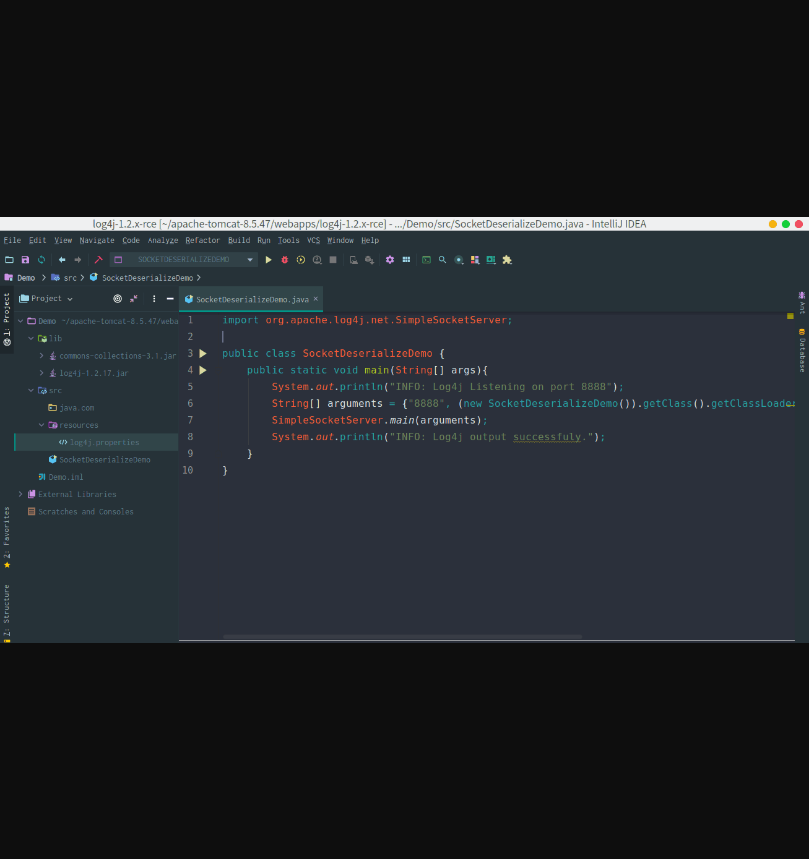 log4j-1.2.x-rce [~/apache-tomcat-8.5.47/webapps/log4j-1.2.x-rce] - .../Demo/src/SocketDeserializeDemo.java - IntelliJ IDEA
File Edit View Navigate Code Analyze Refactor Build Run Tools VCS Window Help
SOCKETDESERIALIZEDEMO
Demo src SocketDeserializeDemo
1: Project
Project
SocketDeserializeDemo.java
Ant
Database
Demo ~/apache-tomcat-8.5.47/weba
lib
commons-collections-3.1.jar
log4j-1.2.17.jar
src
java.com
resources
log4j.properties
SocketDeserializeDemo
Demo.iml
External Libraries
Scratches and Consoles
2: Favorites
7: Structure
1 import org.apache.log4j.net.SimpleSocketServer;
2
3 public class SocketDeserializeDemo {
4 public static void main(String[] args){
5 System.out.println("INFO: Log4j Listening on port 8888");
6 String[] arguments = {"8888", (new SocketDeserializeDemo()).getClass().getClassLoader
7 SimpleSocketServer.main(arguments);
8 System.out.println("INFO: Log4j output successfuly.");
9 }
10 }